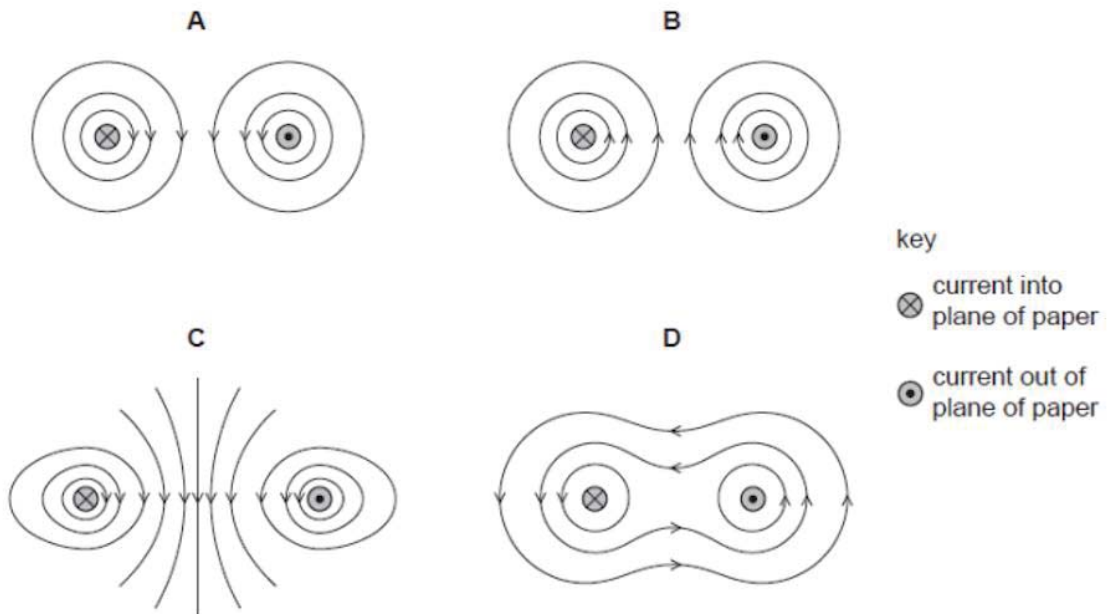 A
B
key
current into
plane of paper
C
D
current out of
plane of paper